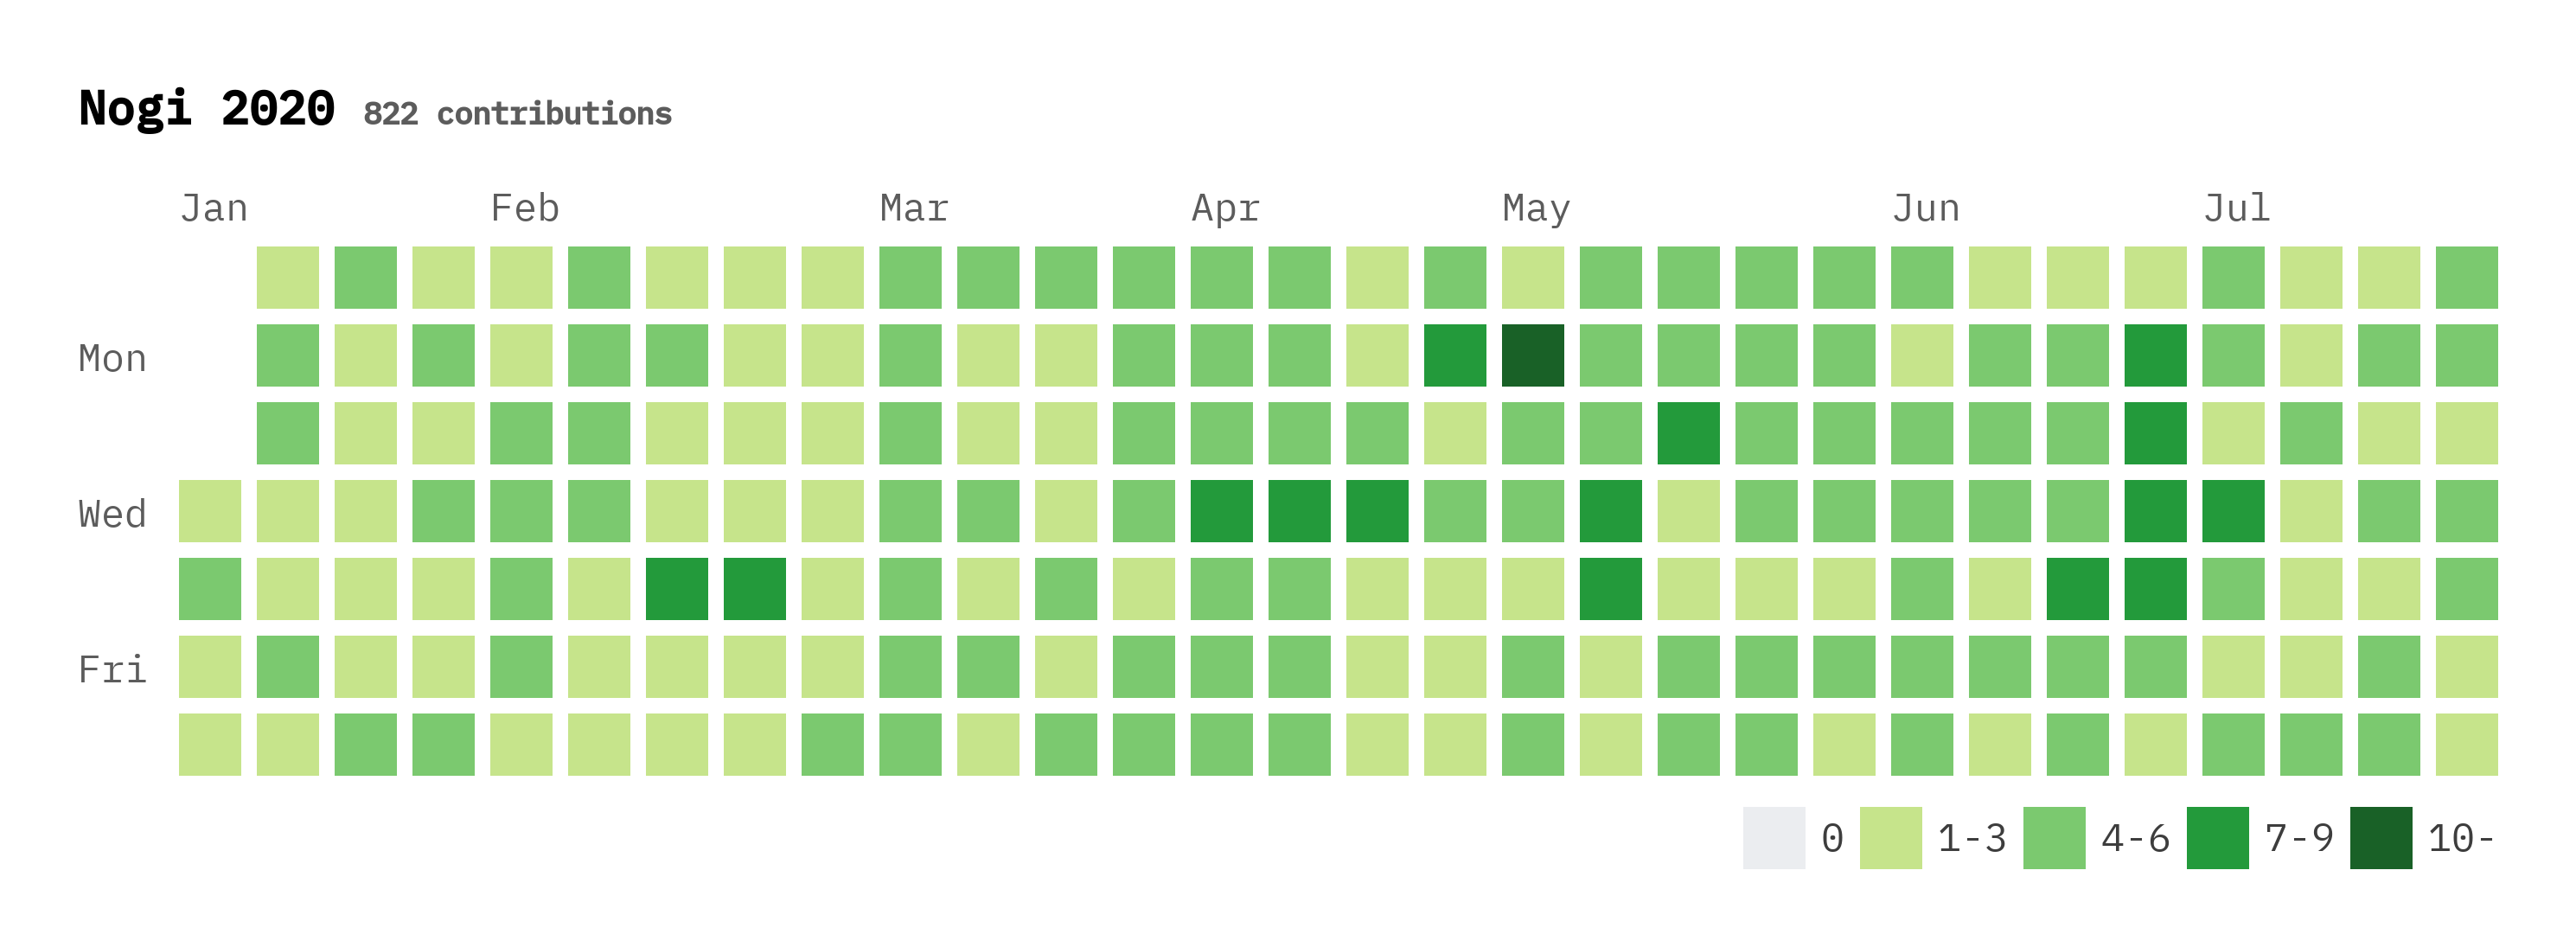 Nogi 2020 822 contributions
Jan Feb Mar Apr May Jun Jul
Mon
Wed
Fri
0 1-3 4-6 7-9 10-